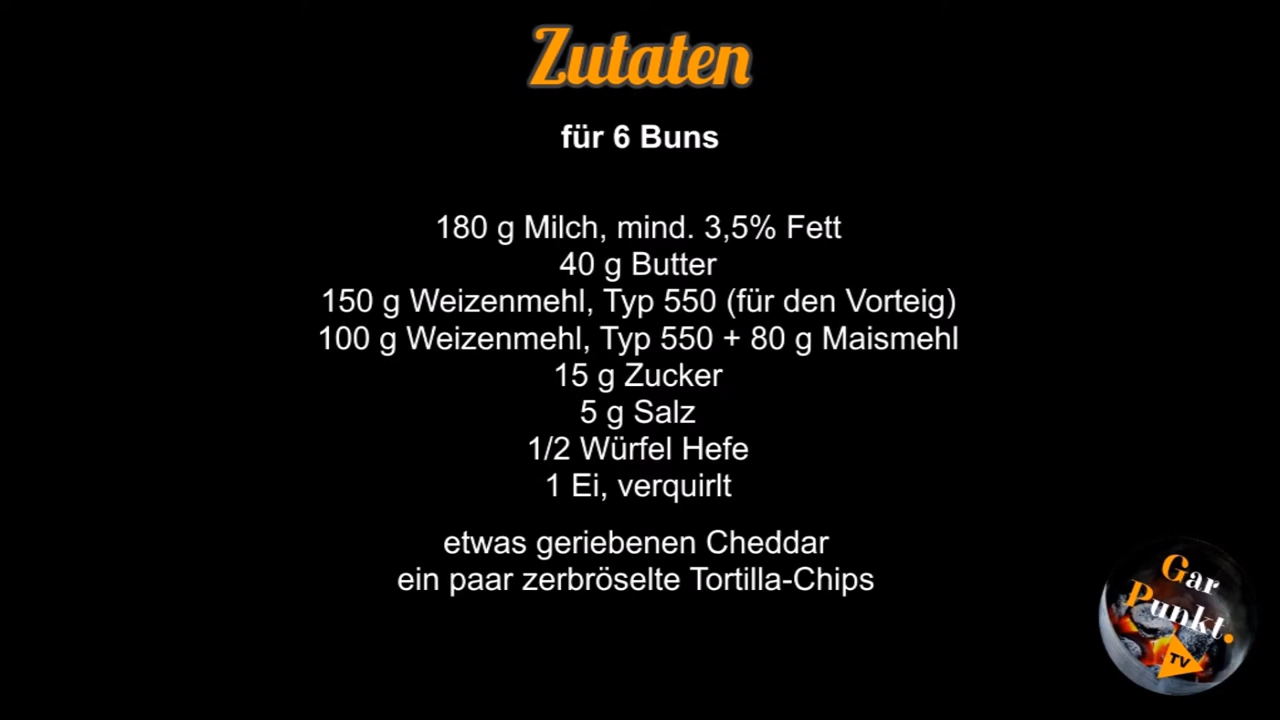 Zutaten
für 6 Buns
180 g Milch, mind. 3,5% Fett
40 g Butter
150 g Weizenmehl, Typ 550 (für den Vorteig)
100 g Weizenmehl, Typ 550 + 80 g Maismehl
15 g Zucker
5 g Salz
1/2 Würfel Hefe
1 Ei, verquirlt
etwas geriebenen Cheddar
ein paar zerbröselte Tortilla-Chips
Gar
Punkt.
TV